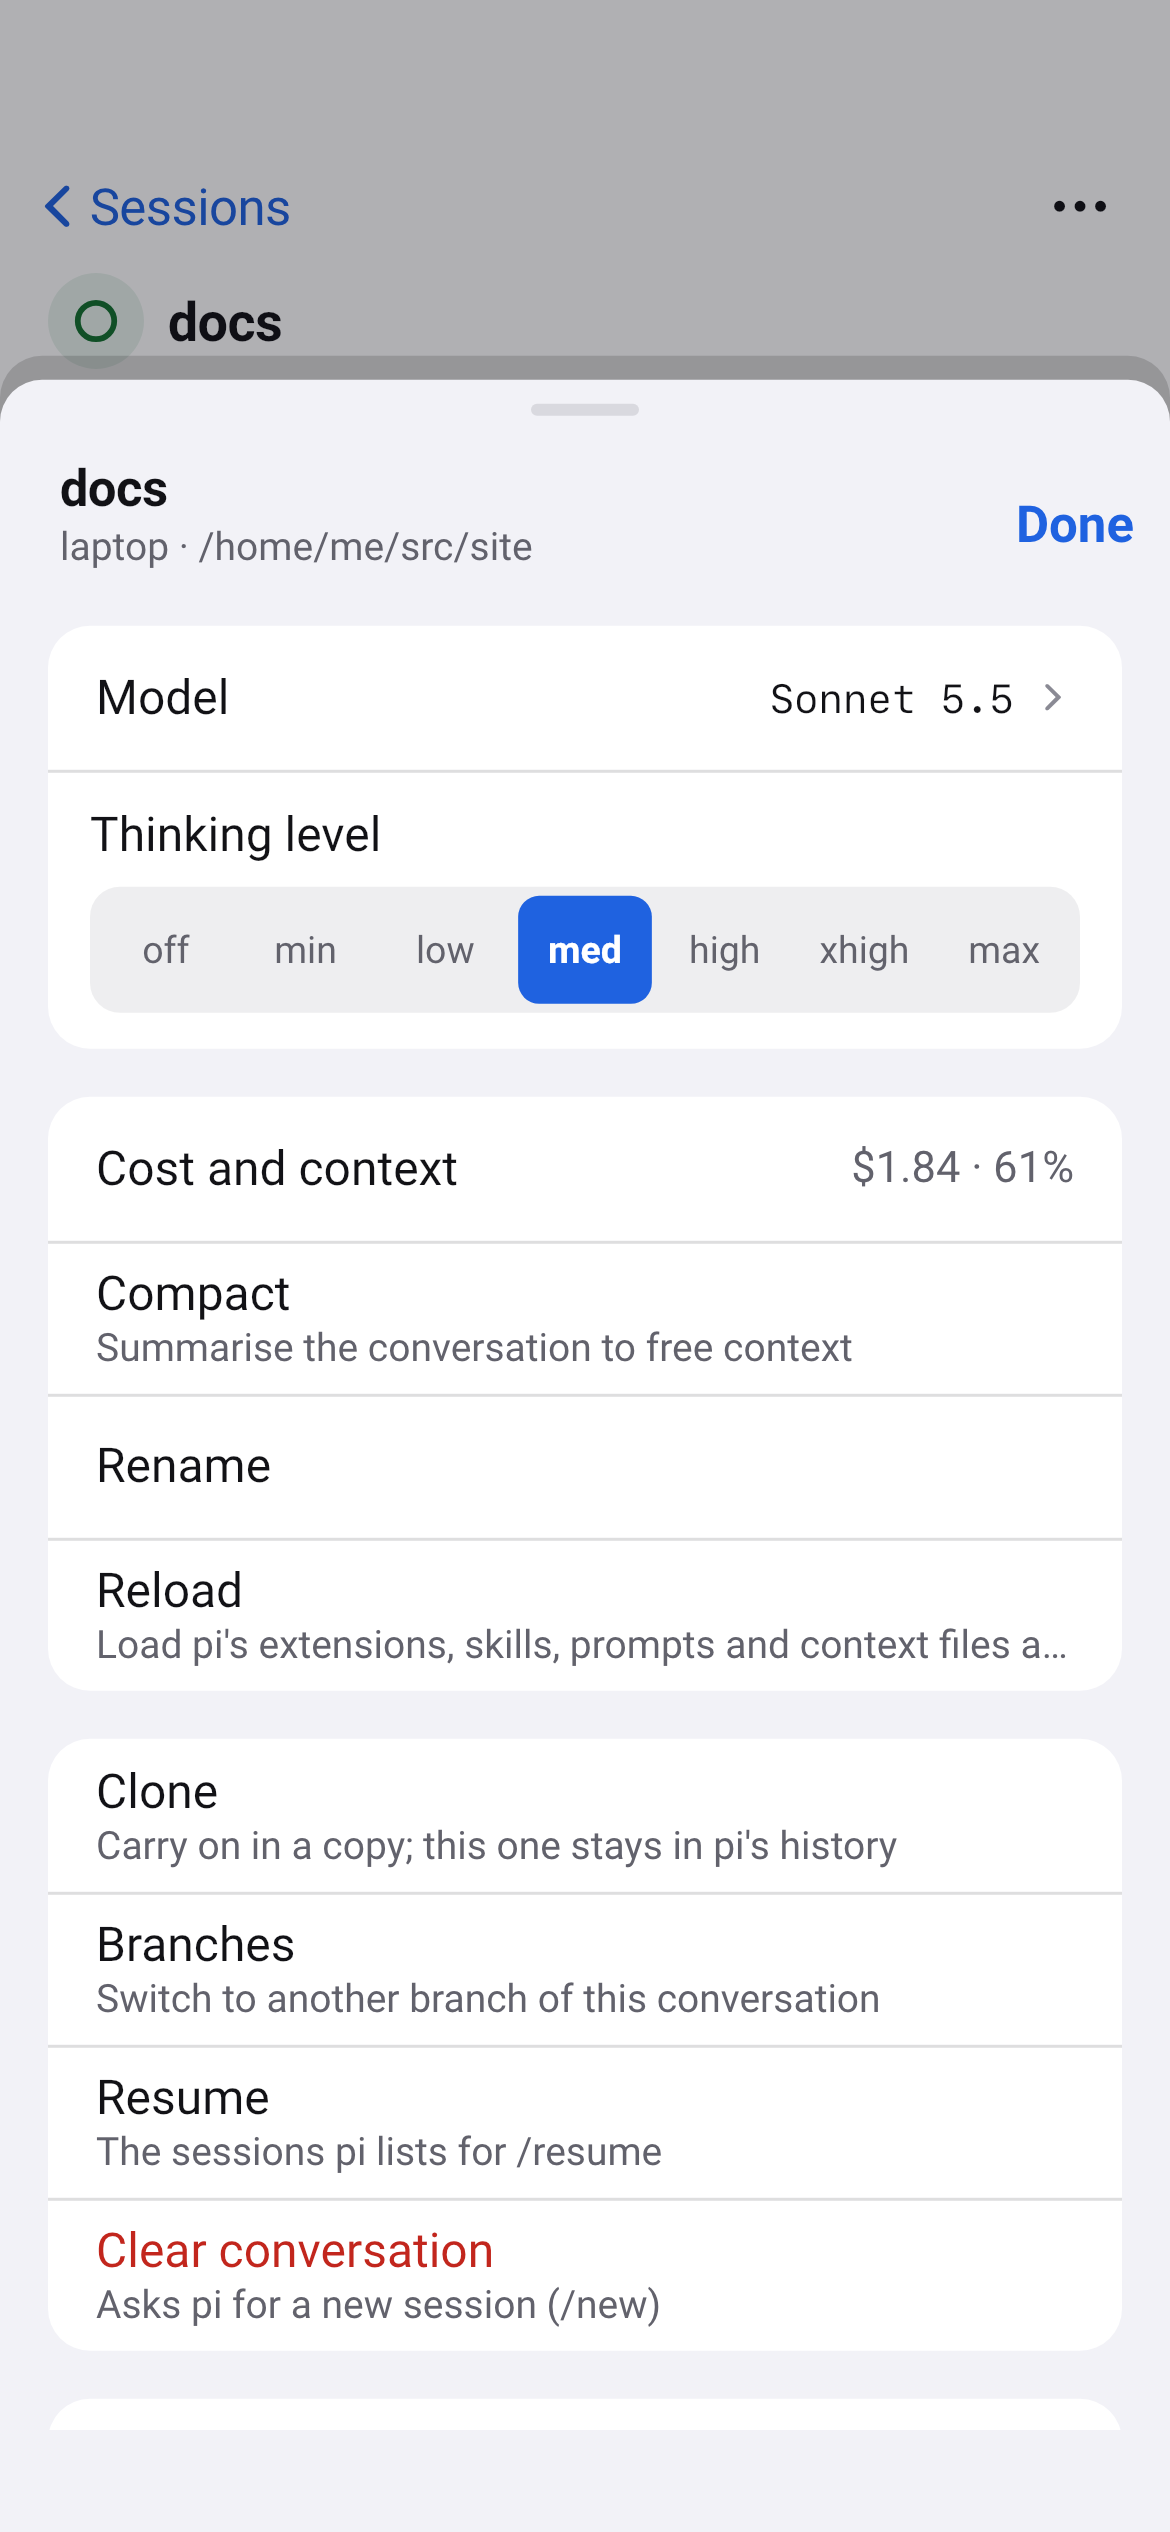 Sessions
docs
docs
laptop · /home/me/src/site
Done
Model
Sonnet 5.5
Thinking level
off min low med high xhigh max
Cost and context
$1.84 · 61%
Compact
Summarise the conversation to free context
Rename
Reload
Load pi's extensions, skills, prompts and context files a...
Clone
Carry on in a copy; this one stays in pi's history
Branches
Switch to another branch of this conversation
Resume
The sessions pi lists for /resume
Clear conversation
Asks pi for a new session (/new)